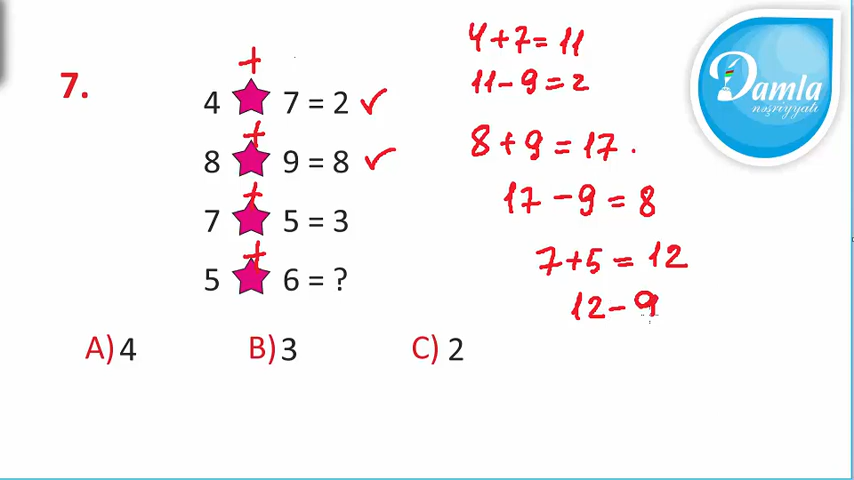 7.
+
4 ★ 7 = 2 ✓
+
8 ★ 9 = 8 ✓
+
7 ★ 5 = 3
+
5 ★ 6 = ?
A) 4
B) 3
C) 2
4+7=11
11-9=2
8+9=17.
17-9=8
7+5=12
12-9
Damla
nəşriyyatı